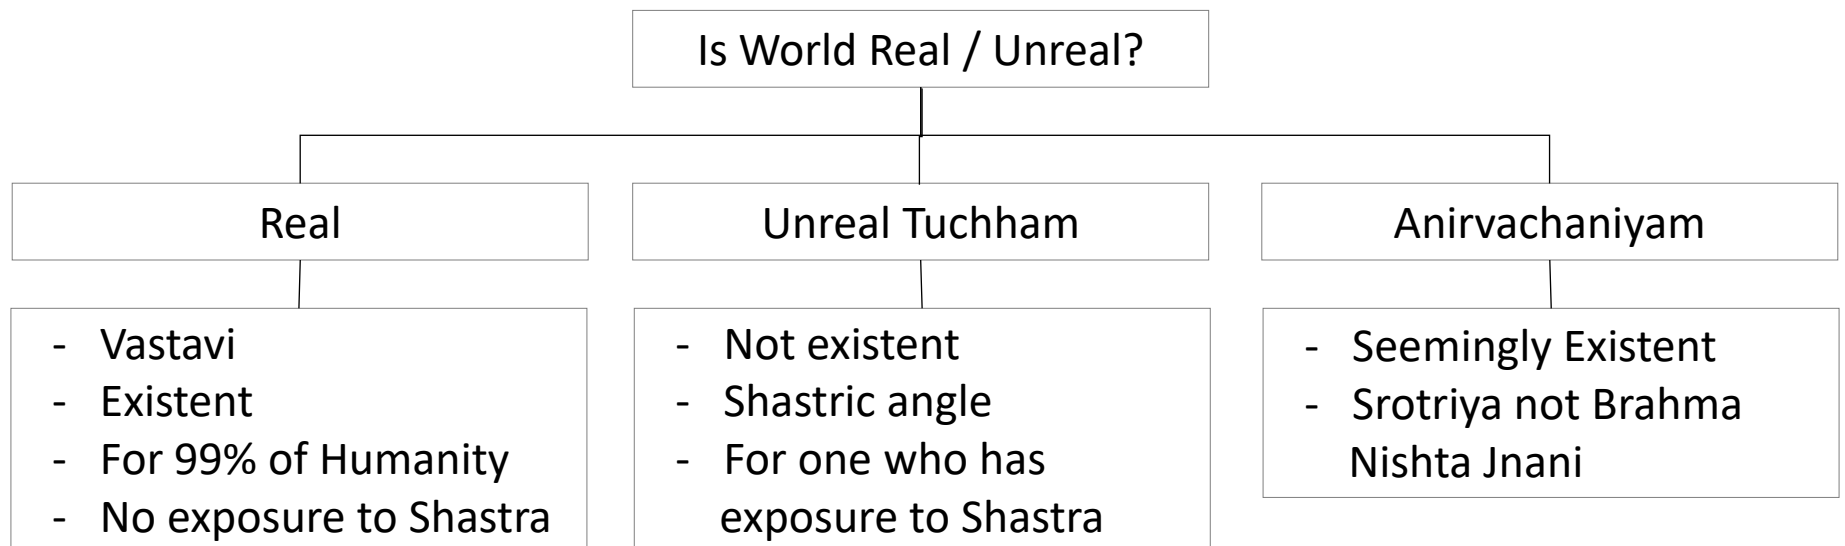 Is World Real / Unreal?
Real
Unreal Tuchham
Anirvachaniyam
- Vastavi
- Existent
- For 99% of Humanity
- No exposure to Shastra
- Not existent
- Shastric angle
- For one who has
exposure to Shastra
- Seemingly Existent
- Srotriya not Brahma
Nishta Jnani